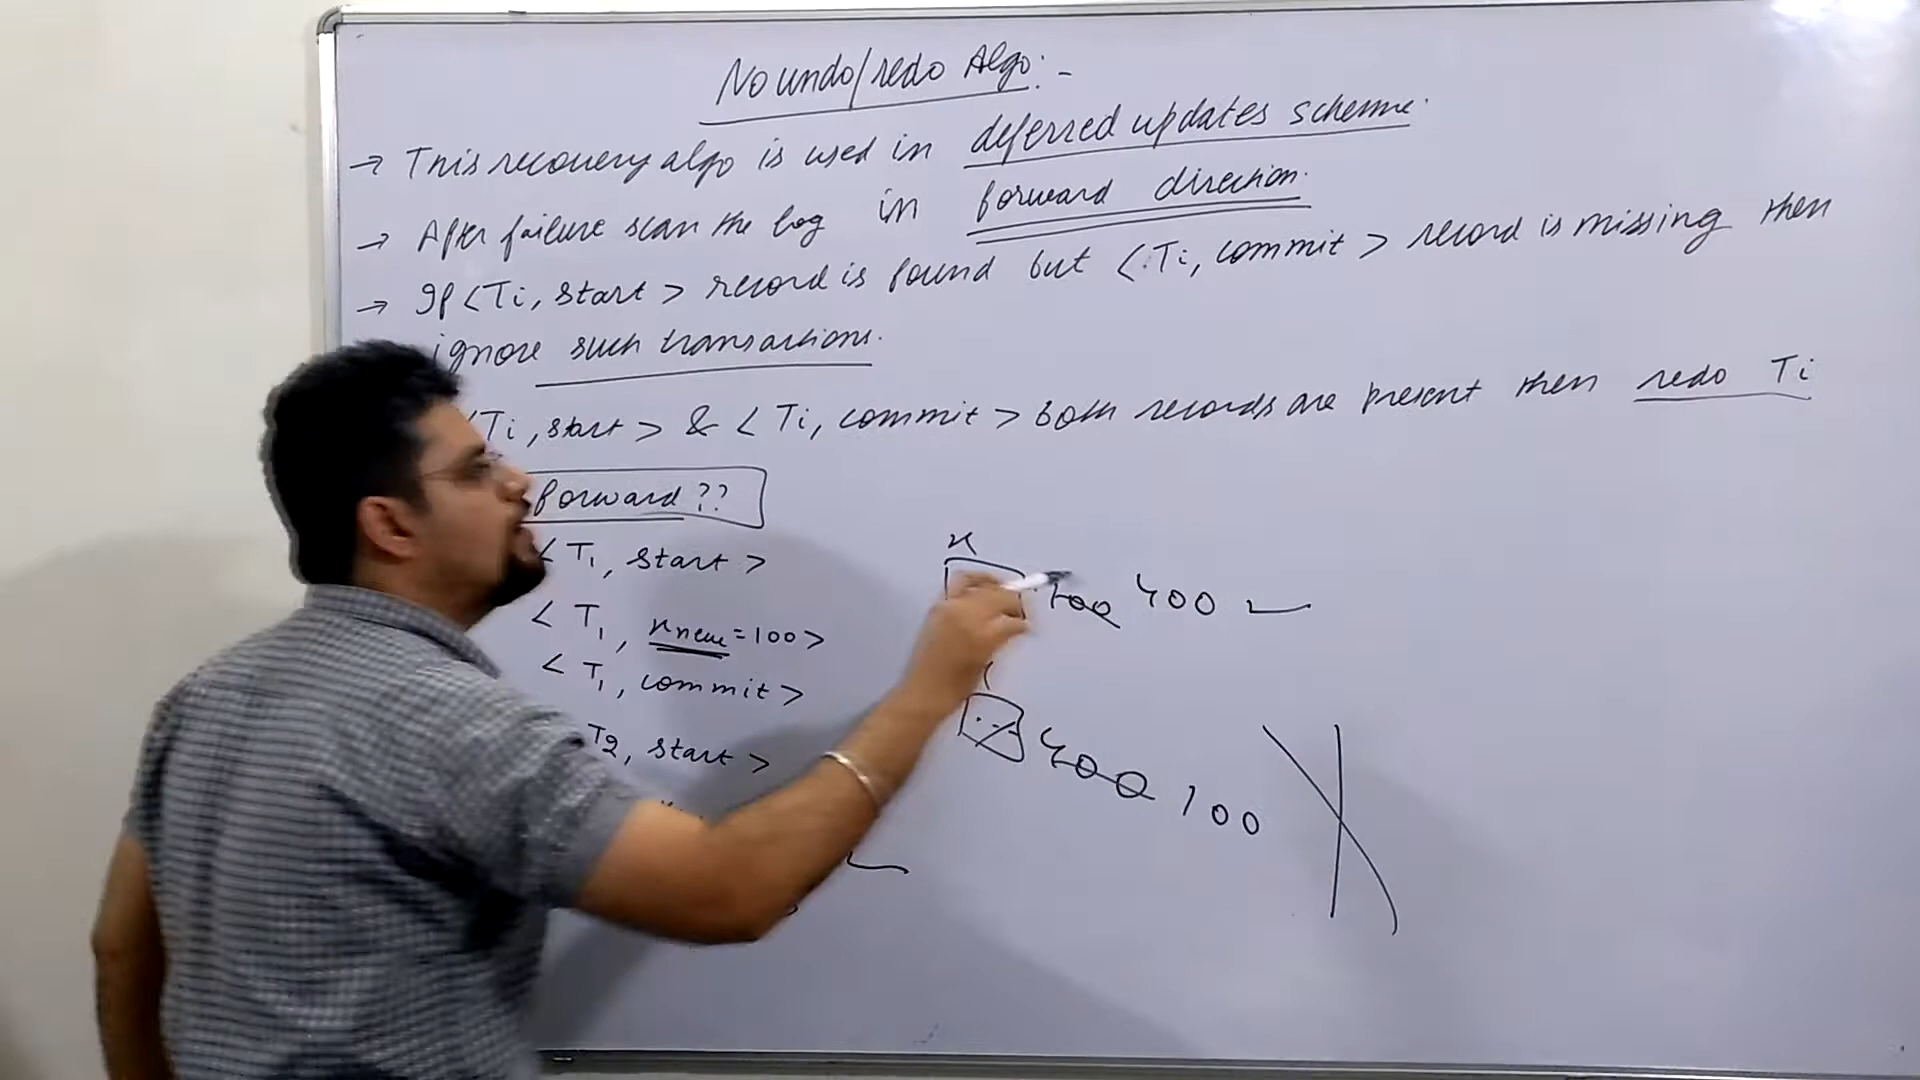 No undo/redo Algo:-
→ This recovery algo is used in deferred updates scheme.
→ After failure scan the log in forward direction.
→ If <Ti, start> record is found but <Ti, commit> record is missing then
ignore such transactions.
Ti, start> & <Ti, commit> both records are present then redo Ti
forward??
<T1, start>
<T1, xnew=100>
<T1, commit>
T2, start>
x
100 400
400 100